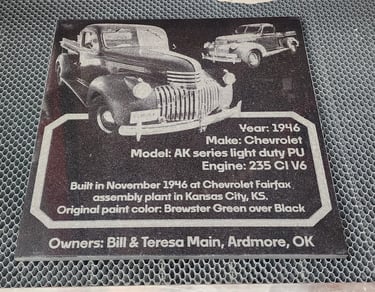 Year: 1946
Make: Chevrolet
Model: AK series light duty PU
Engine: 235 CI V6
Built in November 1946 at Chevrolet Fairfax
assembly plant in Kansas City, KS.
Original paint color: Brewster Green over Black
Owners: Bill & Teresa Main, Ardmore, OK